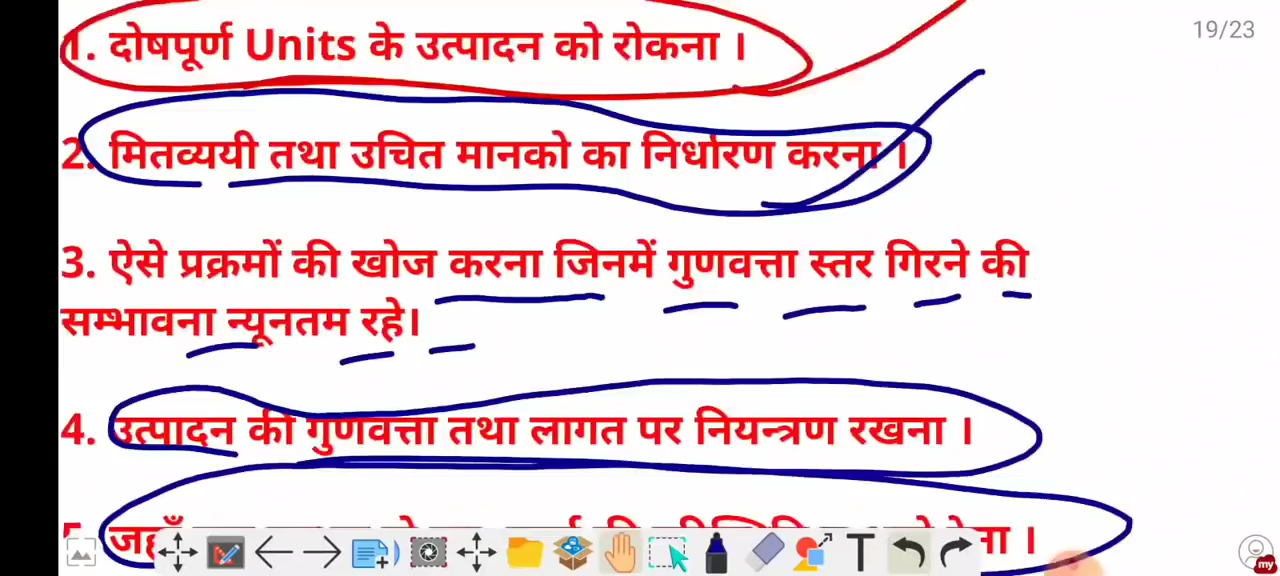 19/23
1. दोषपूर्ण Units के उत्पादन को रोकना ।
2. मितव्ययी तथा उचित मानको का निर्धारण करना ।
3. ऐसे प्रक्रमों की खोज करना जिनमें गुणवत्ता स्तर गिरने की
सम्भावना न्यूनतम रहे।
4. उत्पादन की गुणवत्ता तथा लागत पर नियन्त्रण रखना ।
5. जहाँ
my